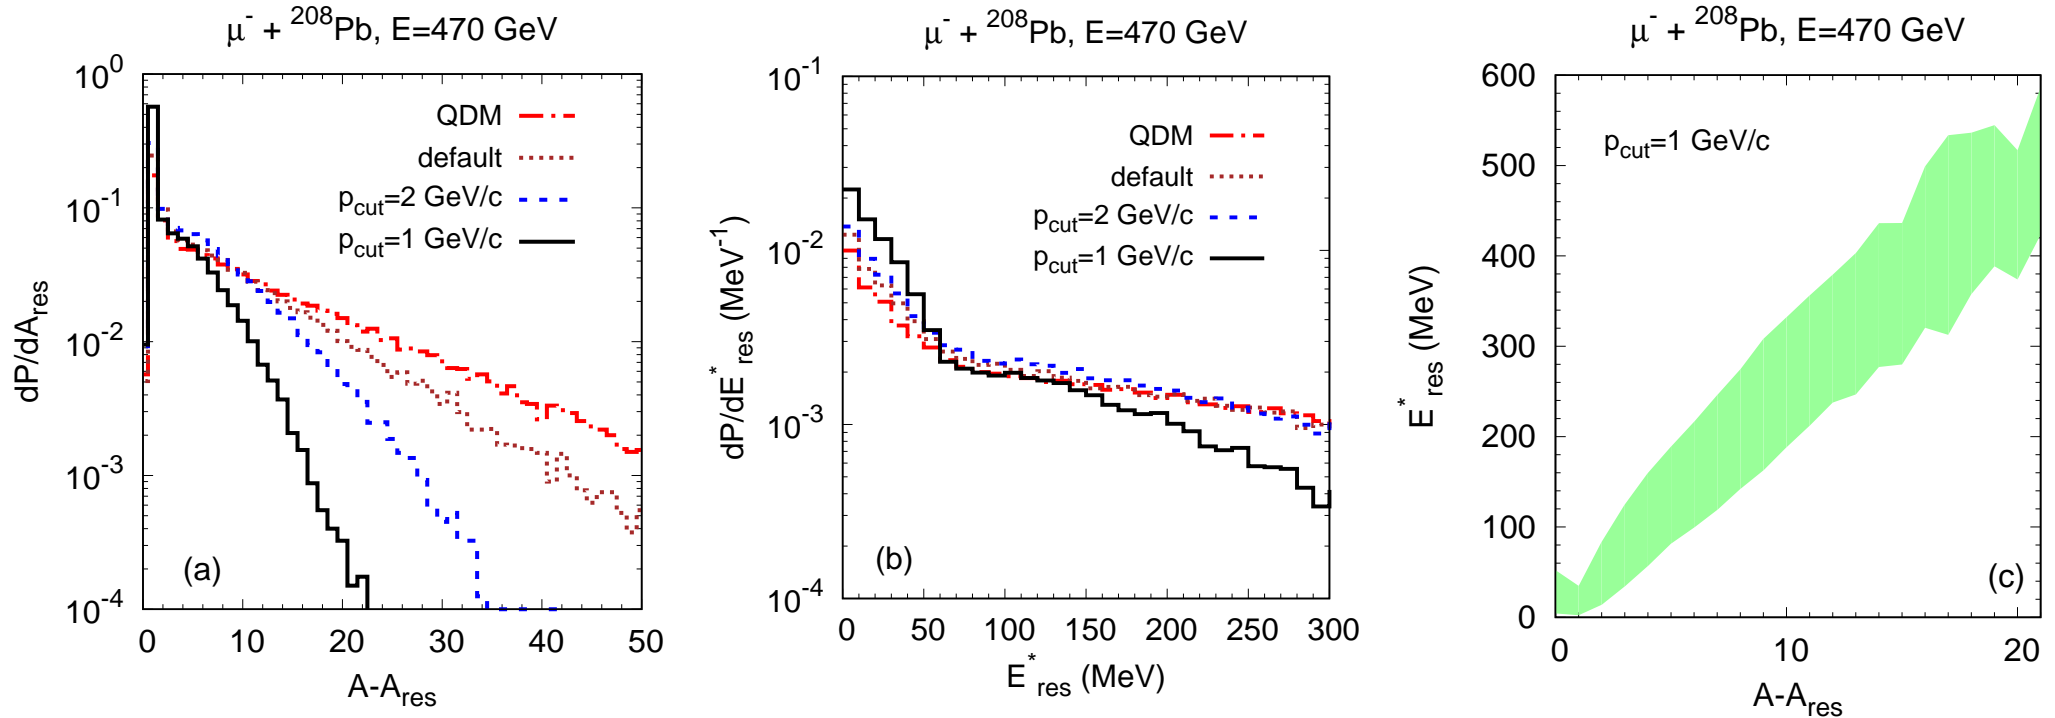 μ⁻ + ²⁰⁸Pb, E=470 GeV
dP/dA_res
10⁰
10⁻¹
10⁻²
10⁻³
10⁻⁴
QDM
default
p_cut=2 GeV/c
p_cut=1 GeV/c
(a)
0 10 20 30 40 50
A-A_res
μ⁻ + ²⁰⁸Pb, E=470 GeV
dP/dE*_res (MeV⁻¹)
10⁻¹
10⁻²
10⁻³
10⁻⁴
QDM
default
p_cut=2 GeV/c
p_cut=1 GeV/c
(b)
0 50 100 150 200 250 300
E*_res (MeV)
μ⁻ + ²⁰⁸Pb, E=470 GeV
E*_res (MeV)
600
500
400
300
200
100
0
p_cut=1 GeV/c
(c)
0 10 20
A-A_res